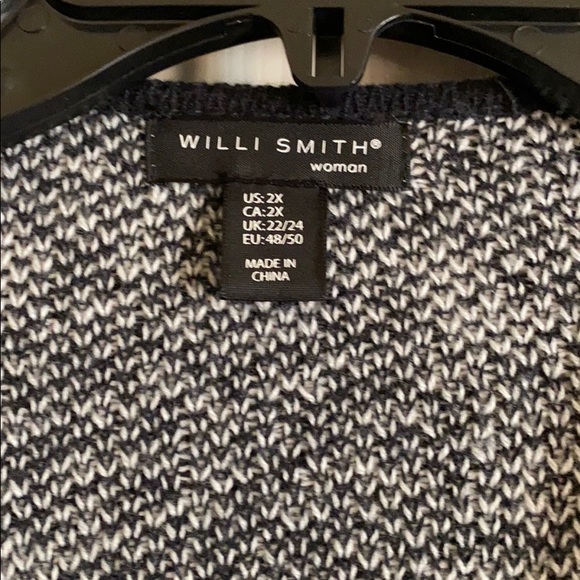 WILLI SMITH®
woman
US: 2X
CA: 2X
UK: 22/24
EU: 48/50
MADE IN
CHINA